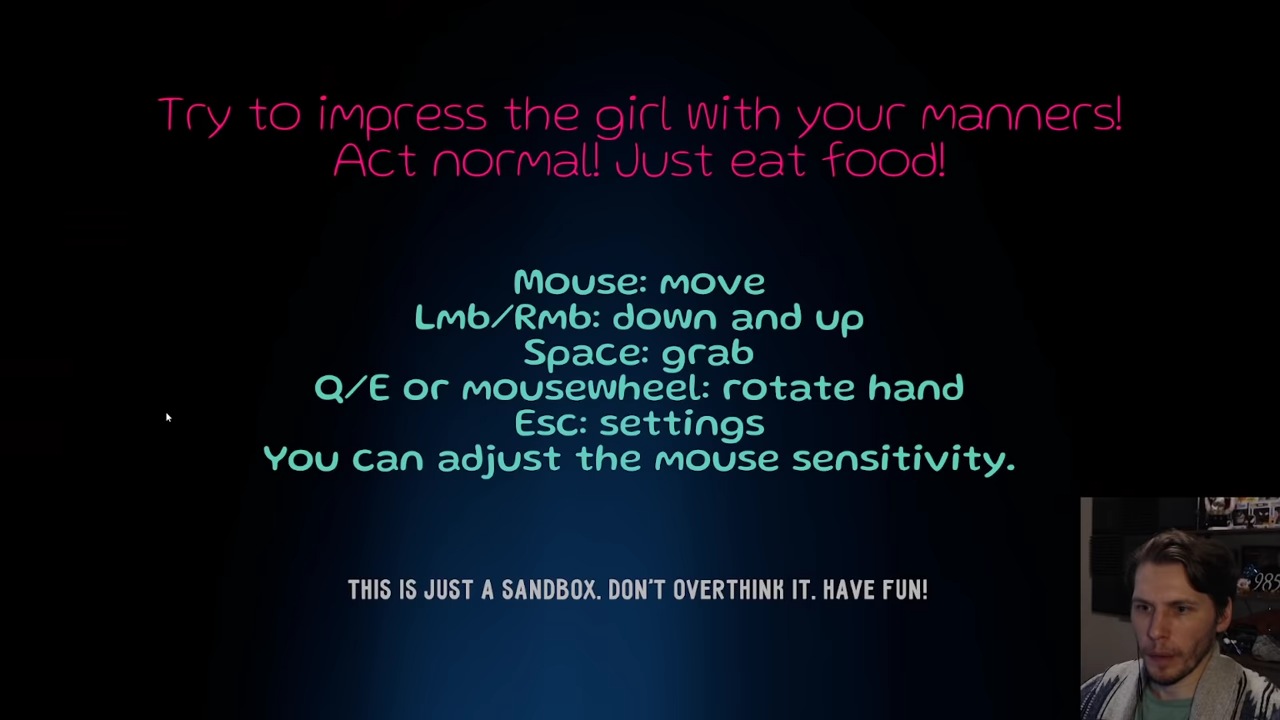 Try to impress the girl with your manners!
Act normal! Just eat food!
Mouse: move
Lmb/Rmb: down and up
Space: grab
Q/E or mousewheel: rotate hand
Esc: settings
You can adjust the mouse sensitivity.
THIS IS JUST A SANDBOX. DON'T OVERTHINK IT. HAVE FUN!
985